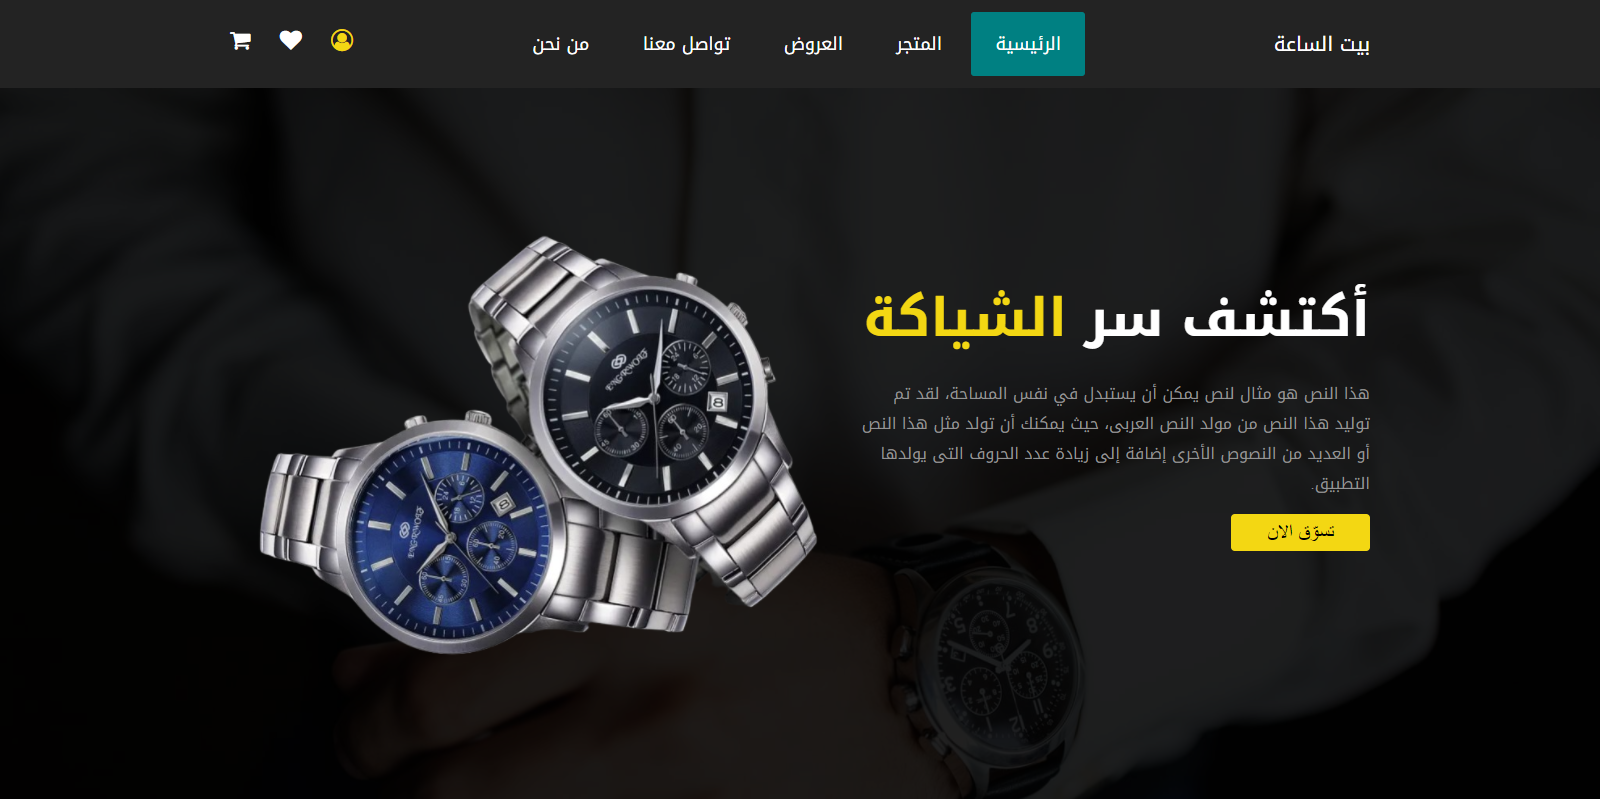 بيت الساعة
الرئيسية
المتجر
العروض
تواصل معنا
من نحن
أكتشف سر الشياكة
هذا النص هو مثال لنص يمكن أن يستبدل في نفس المساحة، لقد تم
توليد هذا النص من مولد النص العربى، حيث يمكنك أن تولد مثل هذا النص
أو العديد من النصوص الأخرى إضافة إلى زيادة عدد الحروف التى يولدها
التطبيق.
تسوّق الان